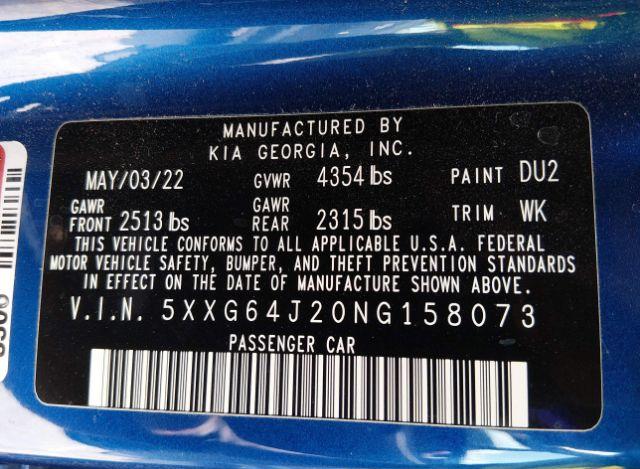 MANUFACTURED BY
KIA GEORGIA, INC.
MAY/03/22 GVWR 4354 lbs PAINT DU2
GAWR FRONT 2513 lbs GAWR REAR 2315 lbs TRIM WK
THIS VEHICLE CONFORMS TO ALL APPLICABLE U.S.A. FEDERAL
MOTOR VEHICLE SAFETY, BUMPER, AND THEFT PREVENTION STANDARDS
IN EFFECT ON THE DATE OF MANUFACTURE SHOWN ABOVE.
V.I.N. 5XXG64J20NG158073
PASSENGER CAR